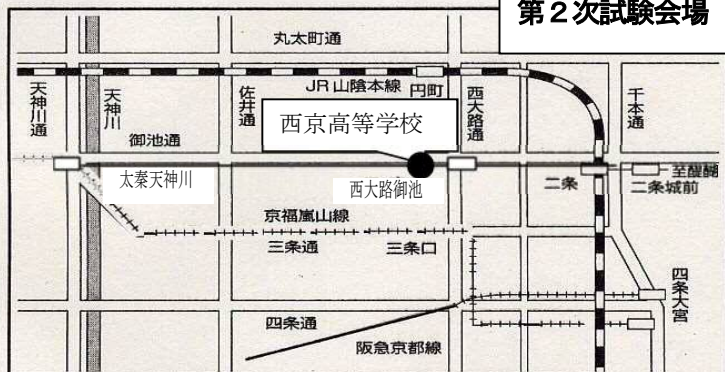 第２次試験会場
丸太町通
JR山陰本線
円町
天神川通
天神川
佐井通
西大路通
千本通
西京高等学校
御池通
太秦天神川
西大路御池
二条
至醍醐
二条城前
京福嵐山線
三条通
三条口
四条大宮
四条通
阪急京都線